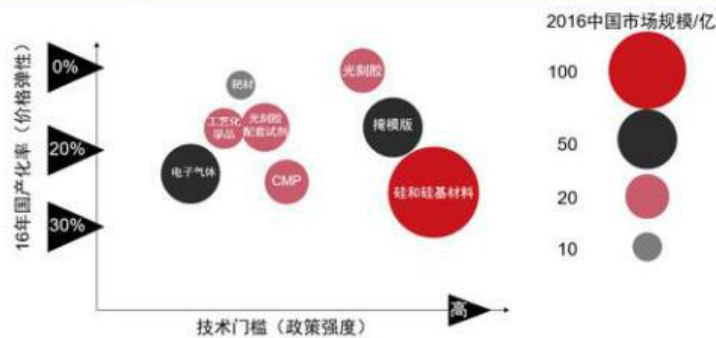 2016中国市场规模/亿
16年国产化率（价格弹性）
0%
20%
30%
靶材
光刻胶
工艺化
学品
光刻胶
配套试剂
掩模版
电子气体
CMP
硅和硅基材料
高
技术门槛（政策强度）
100
50
20
10